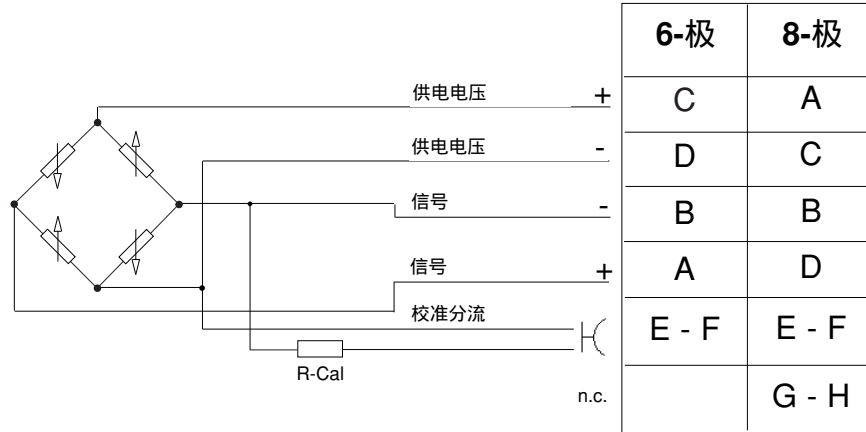 6-极 8-极
供电电压 + C A
供电电压 - D C
信号 - B B
信号 + A D
校准分流 E - F E - F
R-Cal
n.c. G - H